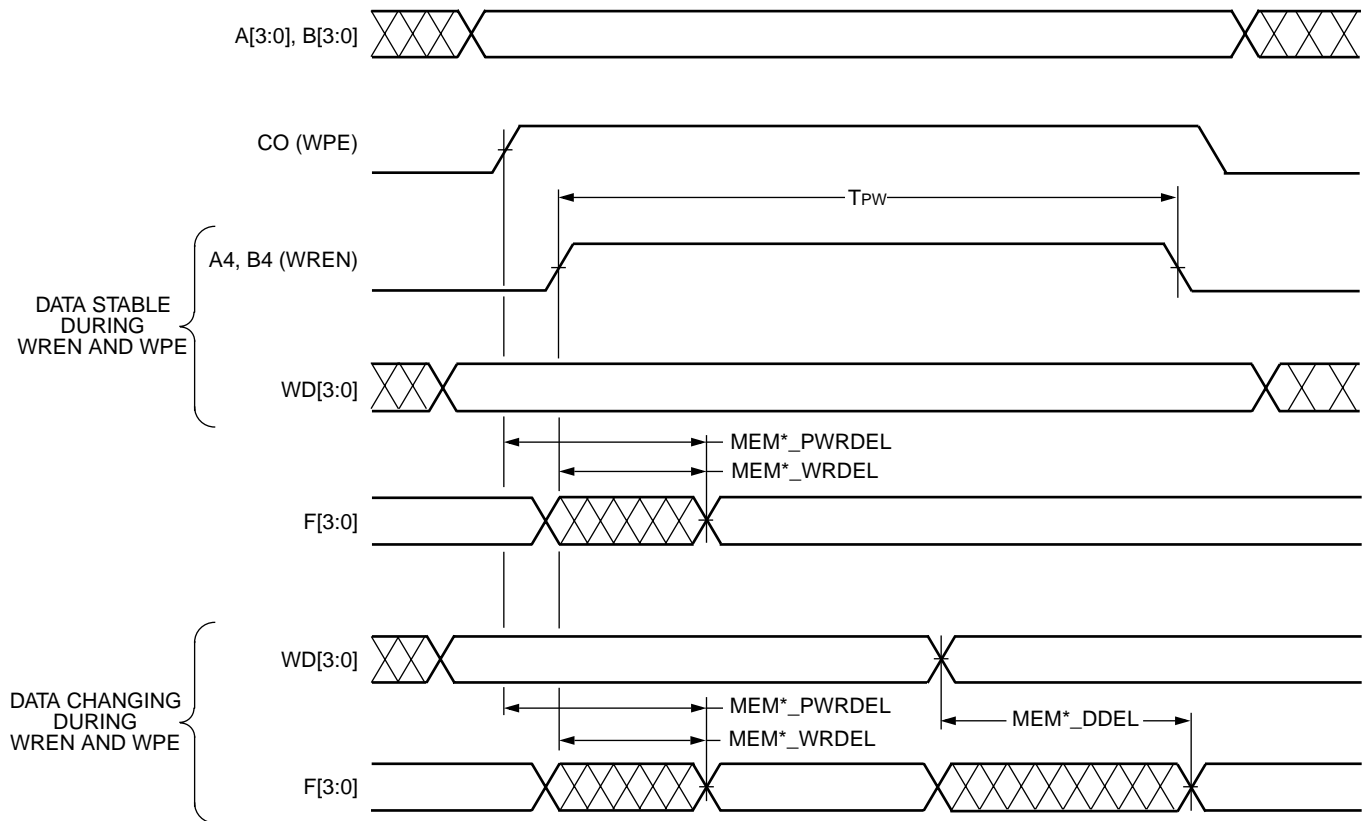 A[3:0], B[3:0]
CO (WPE)
TPW
A4, B4 (WREN)
DATA STABLE
DURING
WREN AND WPE
WD[3:0]
MEM*_PWRDEL
MEM*_WRDEL
F[3:0]
WD[3:0]
DATA CHANGING
DURING
WREN AND WPE
MEM*_PWRDEL
MEM*_DDEL
MEM*_WRDEL
F[3:0]